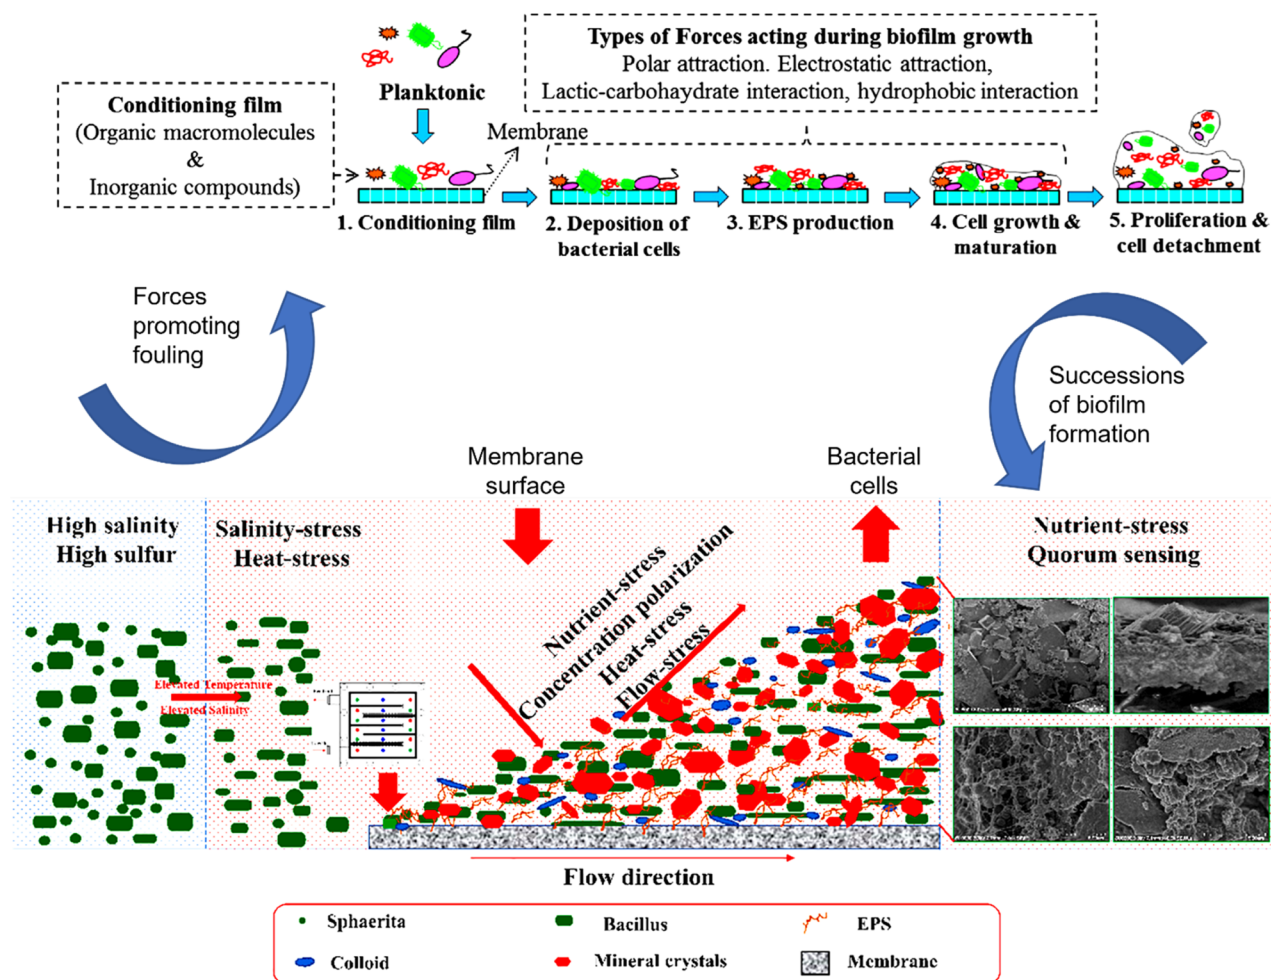 Types of Forces acting during biofilm growth
Polar attraction. Electrostatic attraction,
Lactic-carbohaydrate interaction, hydrophobic interaction
Planktonic
Conditioning film
(Organic macromolecules
&
Inorganic compounds)
Membrane
1. Conditioning film
2. Deposition of
bacterial cells
3. EPS production
4. Cell growth &
maturation
5. Proliferation &
cell detachment
Forces
promoting
fouling
Successions
of biofilm
formation
Membrane
surface
Bacterial
cells
High salinity
High sulfur
Salinity-stress
Heat-stress
Nutrient-stress
Concentration polarization
Heat-stress
Flow-stress
Nutrient-stress
Quorum sensing
Elevated Temperature
Elevated Salinity
Flow direction
Sphaerita
Bacillus
EPS
Colloid
Mineral crystals
Membrane